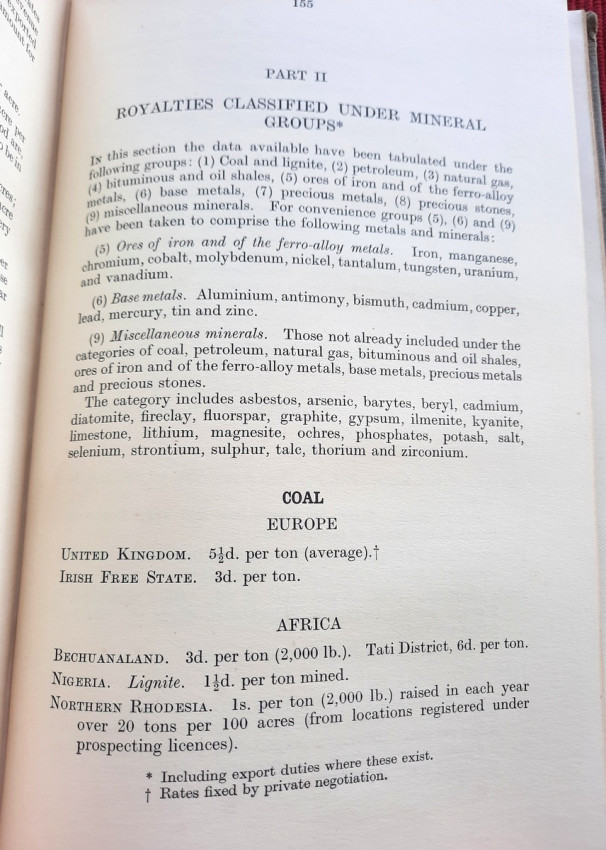 155
PART II
ROYALTIES CLASSIFIED UNDER MINERAL
GROUPS*
In this section the data available have been tabulated under the
following groups: (1) Coal and lignite, (2) petroleum, (3) natural gas,
(4) bituminous and oil shales, (5) ores of iron and of the ferro-alloy
metals, (6) base metals, (7) precious metals, (8) precious stones,
(9) miscellaneous minerals. For convenience groups (5), (6) and (9)
have been taken to comprise the following metals and minerals:
(5) Ores of iron and of the ferro-alloy metals. Iron, manganese,
chromium, cobalt, molybdenum, nickel, tantalum, tungsten, uranium,
and vanadium.
(6) Base metals. Aluminium, antimony, bismuth, cadmium, copper,
lead, mercury, tin and zinc.
(9) Miscellaneous minerals. Those not already included under the
categories of coal, petroleum, natural gas, bituminous and oil shales,
ores of iron and of the ferro-alloy metals, base metals, precious metals
and precious stones.
The category includes asbestos, arsenic, barytes, beryl, cadmium,
diatomite, fireclay, fluorspar, graphite, gypsum, ilmenite, kyanite,
limestone, lithium, magnesite, ochres, phosphates, potash, salt,
selenium, strontium, sulphur, talc, thorium and zirconium.
COAL
EUROPE
United Kingdom. 5½d. per ton (average).†
Irish Free State. 3d. per ton.
AFRICA
Bechuanaland. 3d. per ton (2,000 lb.). Tati District, 6d. per ton.
Nigeria. Lignite. 1½d. per ton mined.
Northern Rhodesia. 1s. per ton (2,000 lb.) raised in each year
over 20 tons per 100 acres (from locations registered under
prospecting licences).
* Including export duties where these exist.
† Rates fixed by private negotiation.